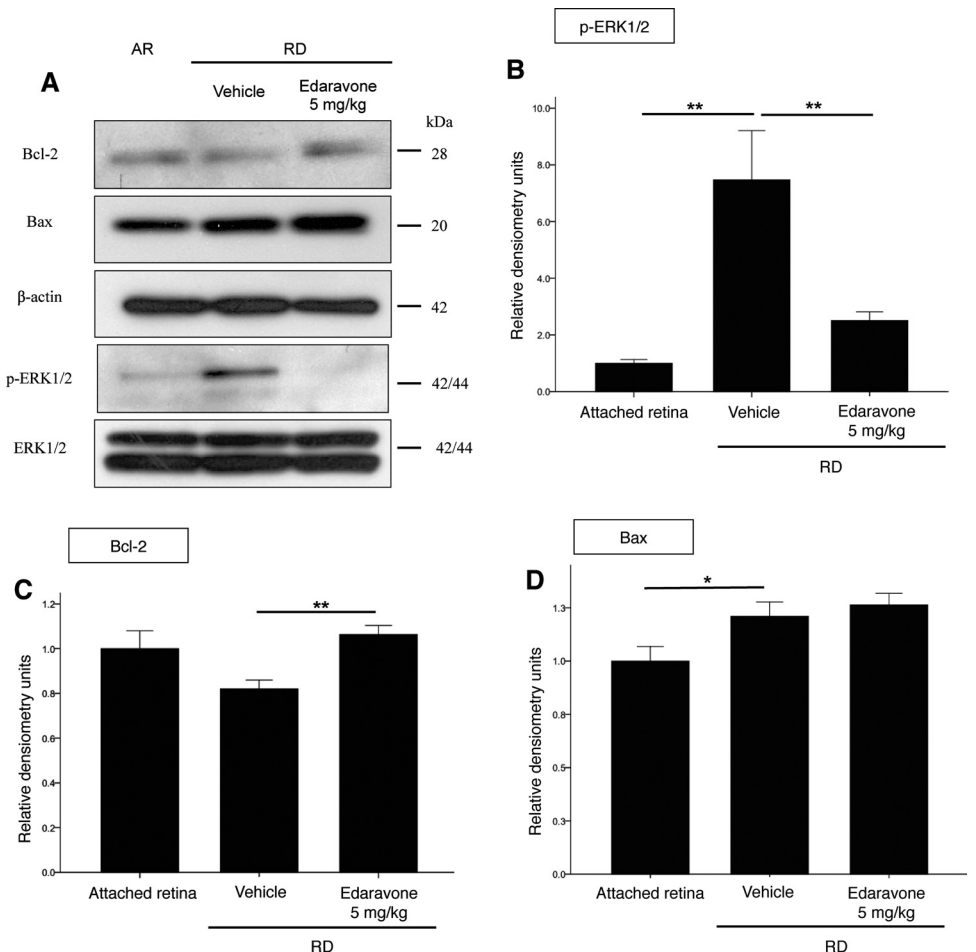 AR
RD
A
Vehicle
Edaravone
5 mg/kg
kDa
Bcl-2
28
Bax
20
β-actin
42
p-ERK1/2
42/44
ERK1/2
42/44
p-ERK1/2
B
**
**
Relative densiometry units
10.0
8.0
6.0
4.0
2.0
0.0
Attached retina
Vehicle
Edaravone
5 mg/kg
RD
Bcl-2
C
**
Relative densiometry units
1.2
1.0
0.8
0.6
0.4
0.2
0.0
Attached retina
Vehicle
Edaravone
5 mg/kg
RD
Bax
D
*
Relative densiometry units
1.3
1.0
0.8
0.5
0.3
0.0
Attached retina
Vehicle
Edaravone
5 mg/kg
RD